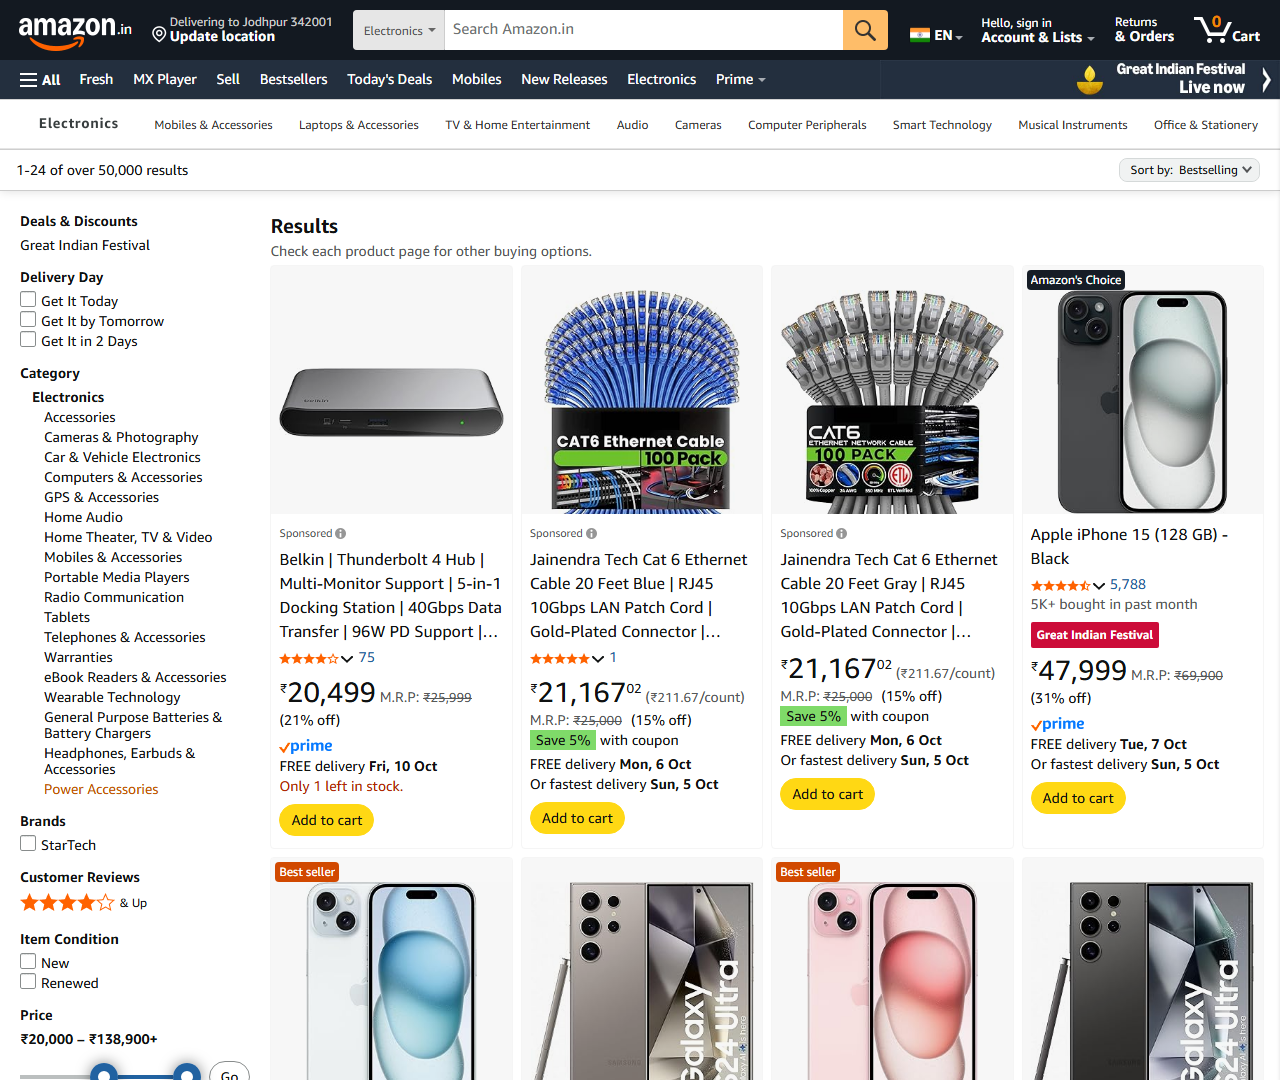 amazon.in
Delivering to Jodhpur 342001
Update location
Electronics
Search Amazon.in
EN
Hello, sign in
Account & Lists
Returns
& Orders
0
Cart
All
Fresh
MX Player
Sell
Bestsellers
Today's Deals
Mobiles
New Releases
Electronics
Prime
Great Indian Festival
Live now
Electronics
Mobiles & Accessories
Laptops & Accessories
TV & Home Entertainment
Audio
Cameras
Computer Peripherals
Smart Technology
Musical Instruments
Office & Stationery
1-24 of over 50,000 results
Sort by: Bestselling
Deals & Discounts
Great Indian Festival
Delivery Day
Get It Today
Get It by Tomorrow
Get It in 2 Days
Category
Electronics
Accessories
Cameras & Photography
Car & Vehicle Electronics
Computers & Accessories
GPS & Accessories
Home Audio
Home Theater, TV & Video
Mobiles & Accessories
Portable Media Players
Radio Communication
Tablets
Telephones & Accessories
Warranties
eBook Readers & Accessories
Wearable Technology
General Purpose Batteries &
Battery Chargers
Headphones, Earbuds &
Accessories
Power Accessories
Brands
StarTech
Customer Reviews
& Up
Item Condition
New
Renewed
Price
₹20,000 – ₹138,900+
Go
Results
Check each product page for other buying options.
belkin
Sponsored
Belkin | Thunderbolt 4 Hub |
Multi-Monitor Support | 5-in-1
Docking Station | 40Gbps Data
Transfer | 96W PD Support |...
75
₹20,499 M.R.P: ₹25,999
(21% off)
prime
FREE delivery Fri, 10 Oct
Only 1 left in stock.
Add to cart
CAT6 Ethernet Cable
100 Pack
Sponsored
Jainendra Tech Cat 6 Ethernet
Cable 20 Feet Blue | RJ45
10Gbps LAN Patch Cord |
Gold-Plated Connector |...
1
₹21,16702 (₹211.67/count)
M.R.P: ₹25,000 (15% off)
Save 5% with coupon
FREE delivery Mon, 6 Oct
Or fastest delivery Sun, 5 Oct
Add to cart
CAT6
ETHERNET NETWORK CABLE
100 PACK
100% Copper
24 AWG
550 MHz
ETL Verified
Sponsored
Jainendra Tech Cat 6 Ethernet
Cable 20 Feet Gray | RJ45
10Gbps LAN Patch Cord |
Gold-Plated Connector |...
₹21,16702 (₹211.67/count)
M.R.P: ₹25,000 (15% off)
Save 5% with coupon
FREE delivery Mon, 6 Oct
Or fastest delivery Sun, 5 Oct
Add to cart
Amazon's Choice
Apple iPhone 15 (128 GB) -
Black
5,788
5K+ bought in past month
Great Indian Festival
₹47,999 M.R.P: ₹69,900
(31% off)
prime
FREE delivery Tue, 7 Oct
Or fastest delivery Sun, 5 Oct
Add to cart
Best seller
SAMSUNG
Galaxy
S24 Ultra
Best seller
Galaxy
S24 Ultra